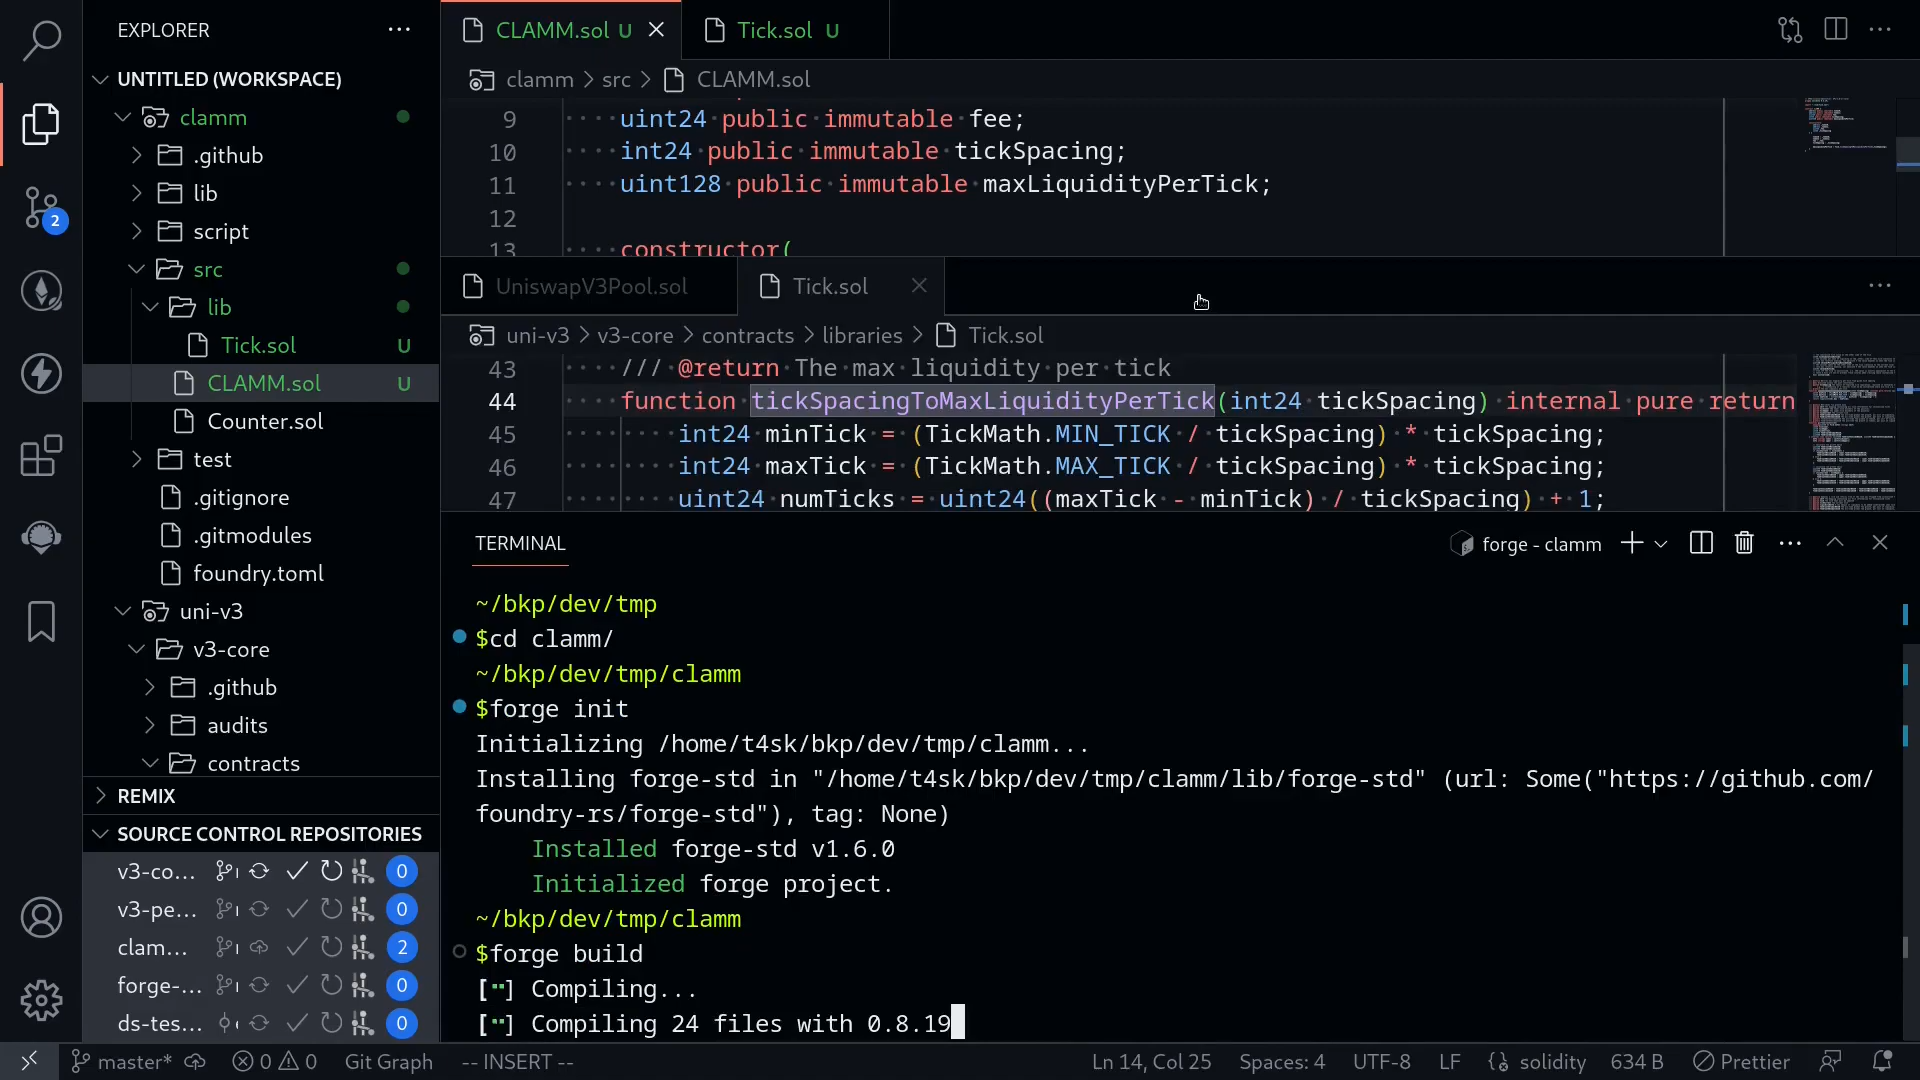 EXPLORER
UNTITLED (WORKSPACE)
clamm
.github
lib
script
src
lib
Tick.sol U
CLAMM.sol U
Counter.sol
test
.gitignore
.gitmodules
foundry.toml
uni-v3
v3-core
.github
audits
contracts
REMIX
SOURCE CONTROL REPOSITORIES
v3-co... 0
v3-pe... 0
clam... 2
forge-... 0
ds-tes... 0
2
CLAMM.sol U
Tick.sol U
clamm > src > CLAMM.sol
9 uint24 public immutable fee;
10 int24 public immutable tickSpacing;
11 uint128 public immutable maxLiquidityPerTick;
12
13 constructor(
UniswapV3Pool.sol
Tick.sol
uni-v3 > v3-core > contracts > libraries > Tick.sol
43 /// @return The max liquidity per tick
44 function tickSpacingToMaxLiquidityPerTick(int24 tickSpacing) internal pure return
45 int24 minTick = (TickMath.MIN_TICK / tickSpacing) * tickSpacing;
46 int24 maxTick = (TickMath.MAX_TICK / tickSpacing) * tickSpacing;
47 uint24 numTicks = uint24((maxTick - minTick) / tickSpacing) + 1;
TERMINAL
forge - clamm
~/bkp/dev/tmp
$cd clamm/
~/bkp/dev/tmp/clamm
$forge init
Initializing /home/t4sk/bkp/dev/tmp/clamm...
Installing forge-std in "/home/t4sk/bkp/dev/tmp/clamm/lib/forge-std" (url: Some("https://github.com/
foundry-rs/forge-std"), tag: None)
Installed forge-std v1.6.0
Initialized forge project.
~/bkp/dev/tmp/clamm
$forge build
[⠒] Compiling...
[⠒] Compiling 24 files with 0.8.19
master* 0 0 Git Graph -- INSERT -- Ln 14, Col 25 Spaces: 4 UTF-8 LF solidity 634 B Prettier